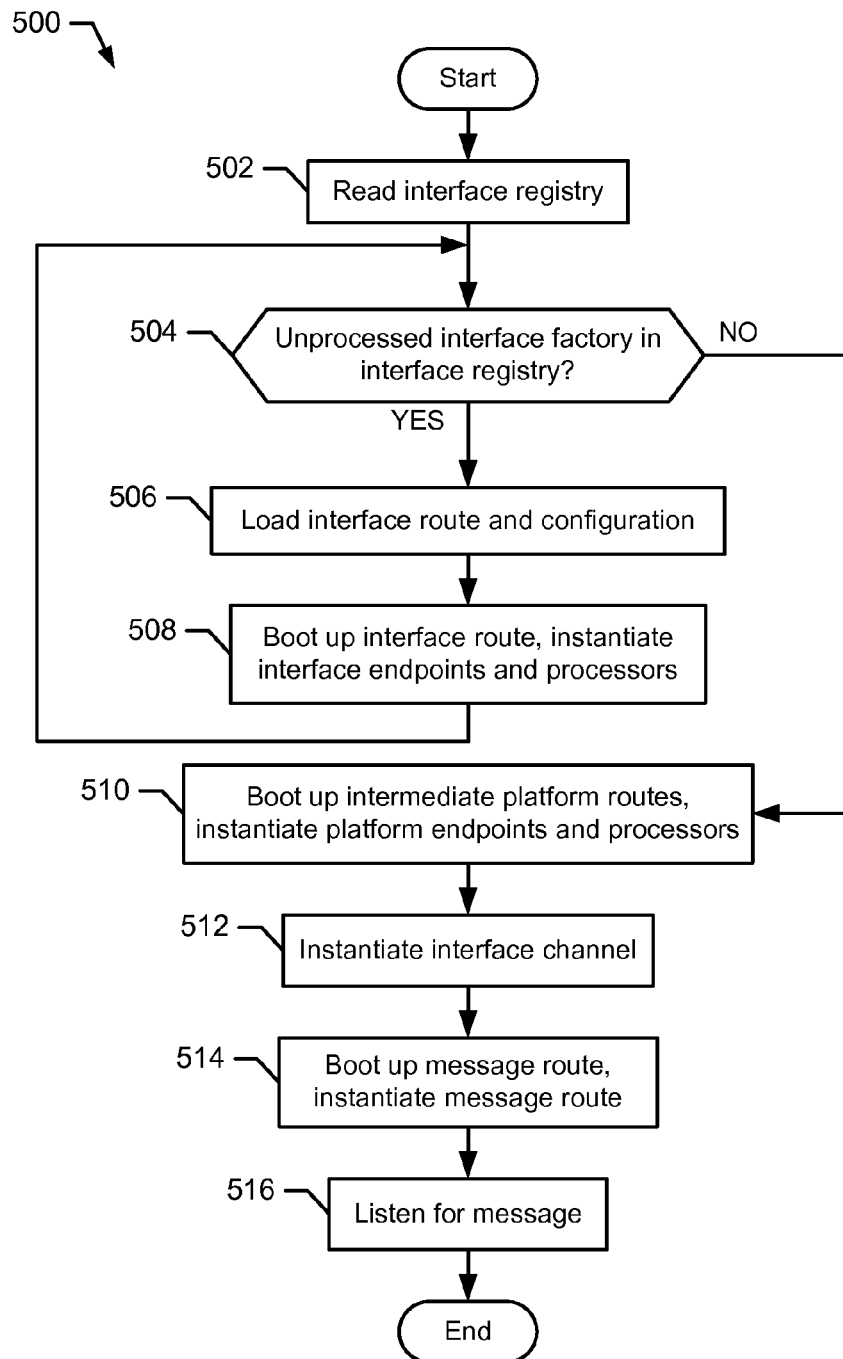 500
Start
502
Read interface registry
504
Unprocessed interface factory in
interface registry?
NO
YES
506
Load interface route and configuration
508
Boot up interface route, instantiate
interface endpoints and processors
510
Boot up intermediate platform routes,
instantiate platform endpoints and processors
512
Instantiate interface channel
514
Boot up message route,
instantiate message route
516
Listen for message
End